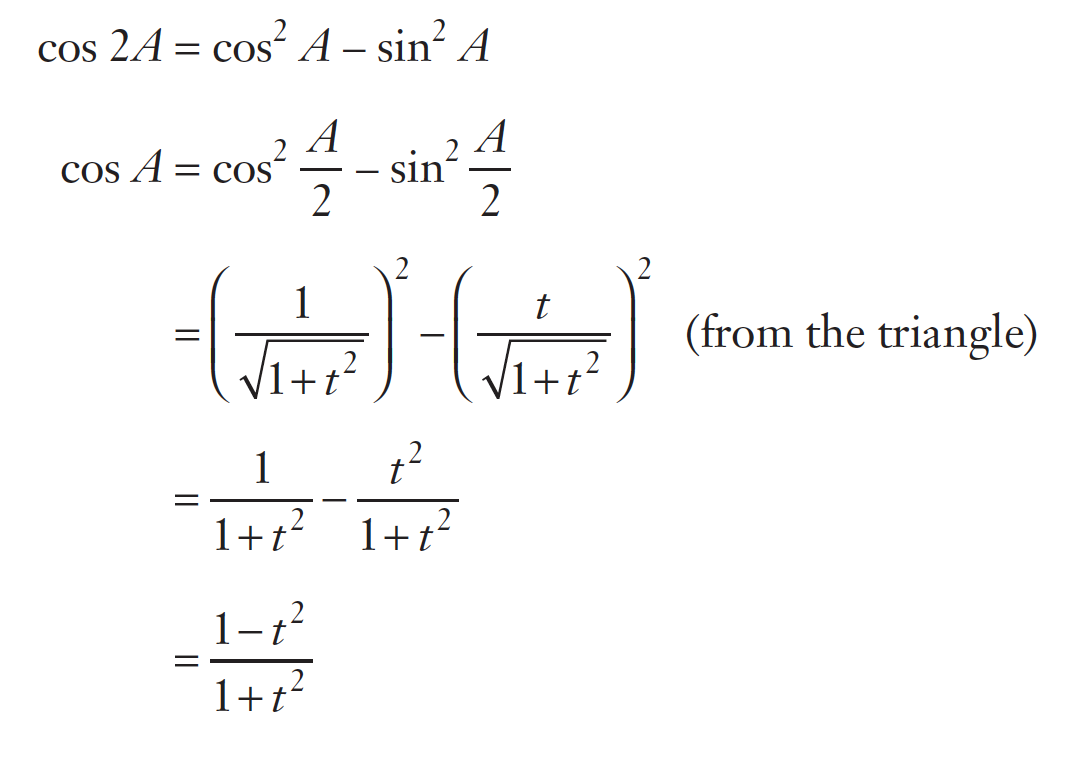 cos 2A = cos² A – sin² A
cos A = cos² A/2 – sin² A/2
= (1/√(1+t²))² – (t/√(1+t²))² (from the triangle)
= 1/(1+t²) – t²/(1+t²)
= (1–t²)/(1+t²)